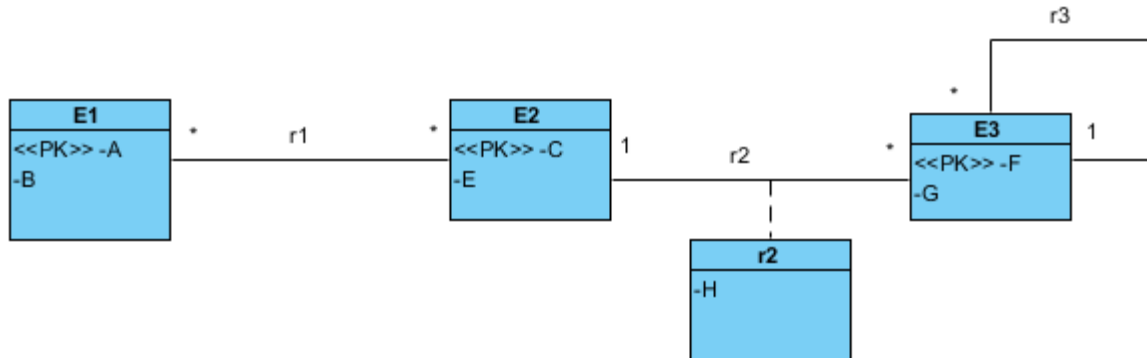 r3
*
E1
<<PK>> -A
-B
*
r1
*
E2
<<PK>> -C
-E
1
r2
*
E3
<<PK>> -F
-G
1
r2
-H